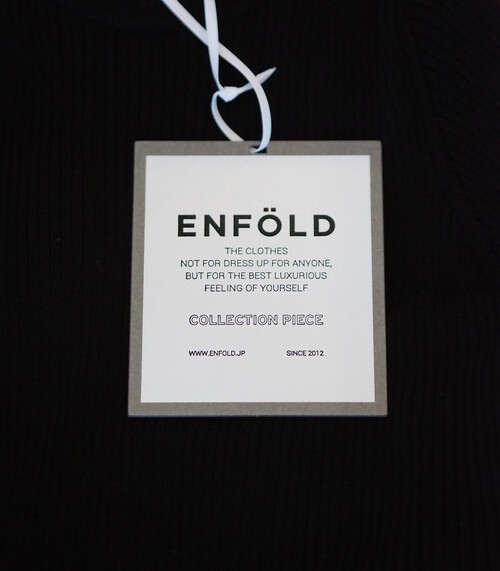 ENFÖLD
THE CLOTHES
NOT FOR DRESS UP FOR ANYONE,
BUT FOR THE BEST LUXURIOUS
FEELING OF YOURSELF
COLLECTION PIECE
WWW.ENFOLD.JP SINCE 2012